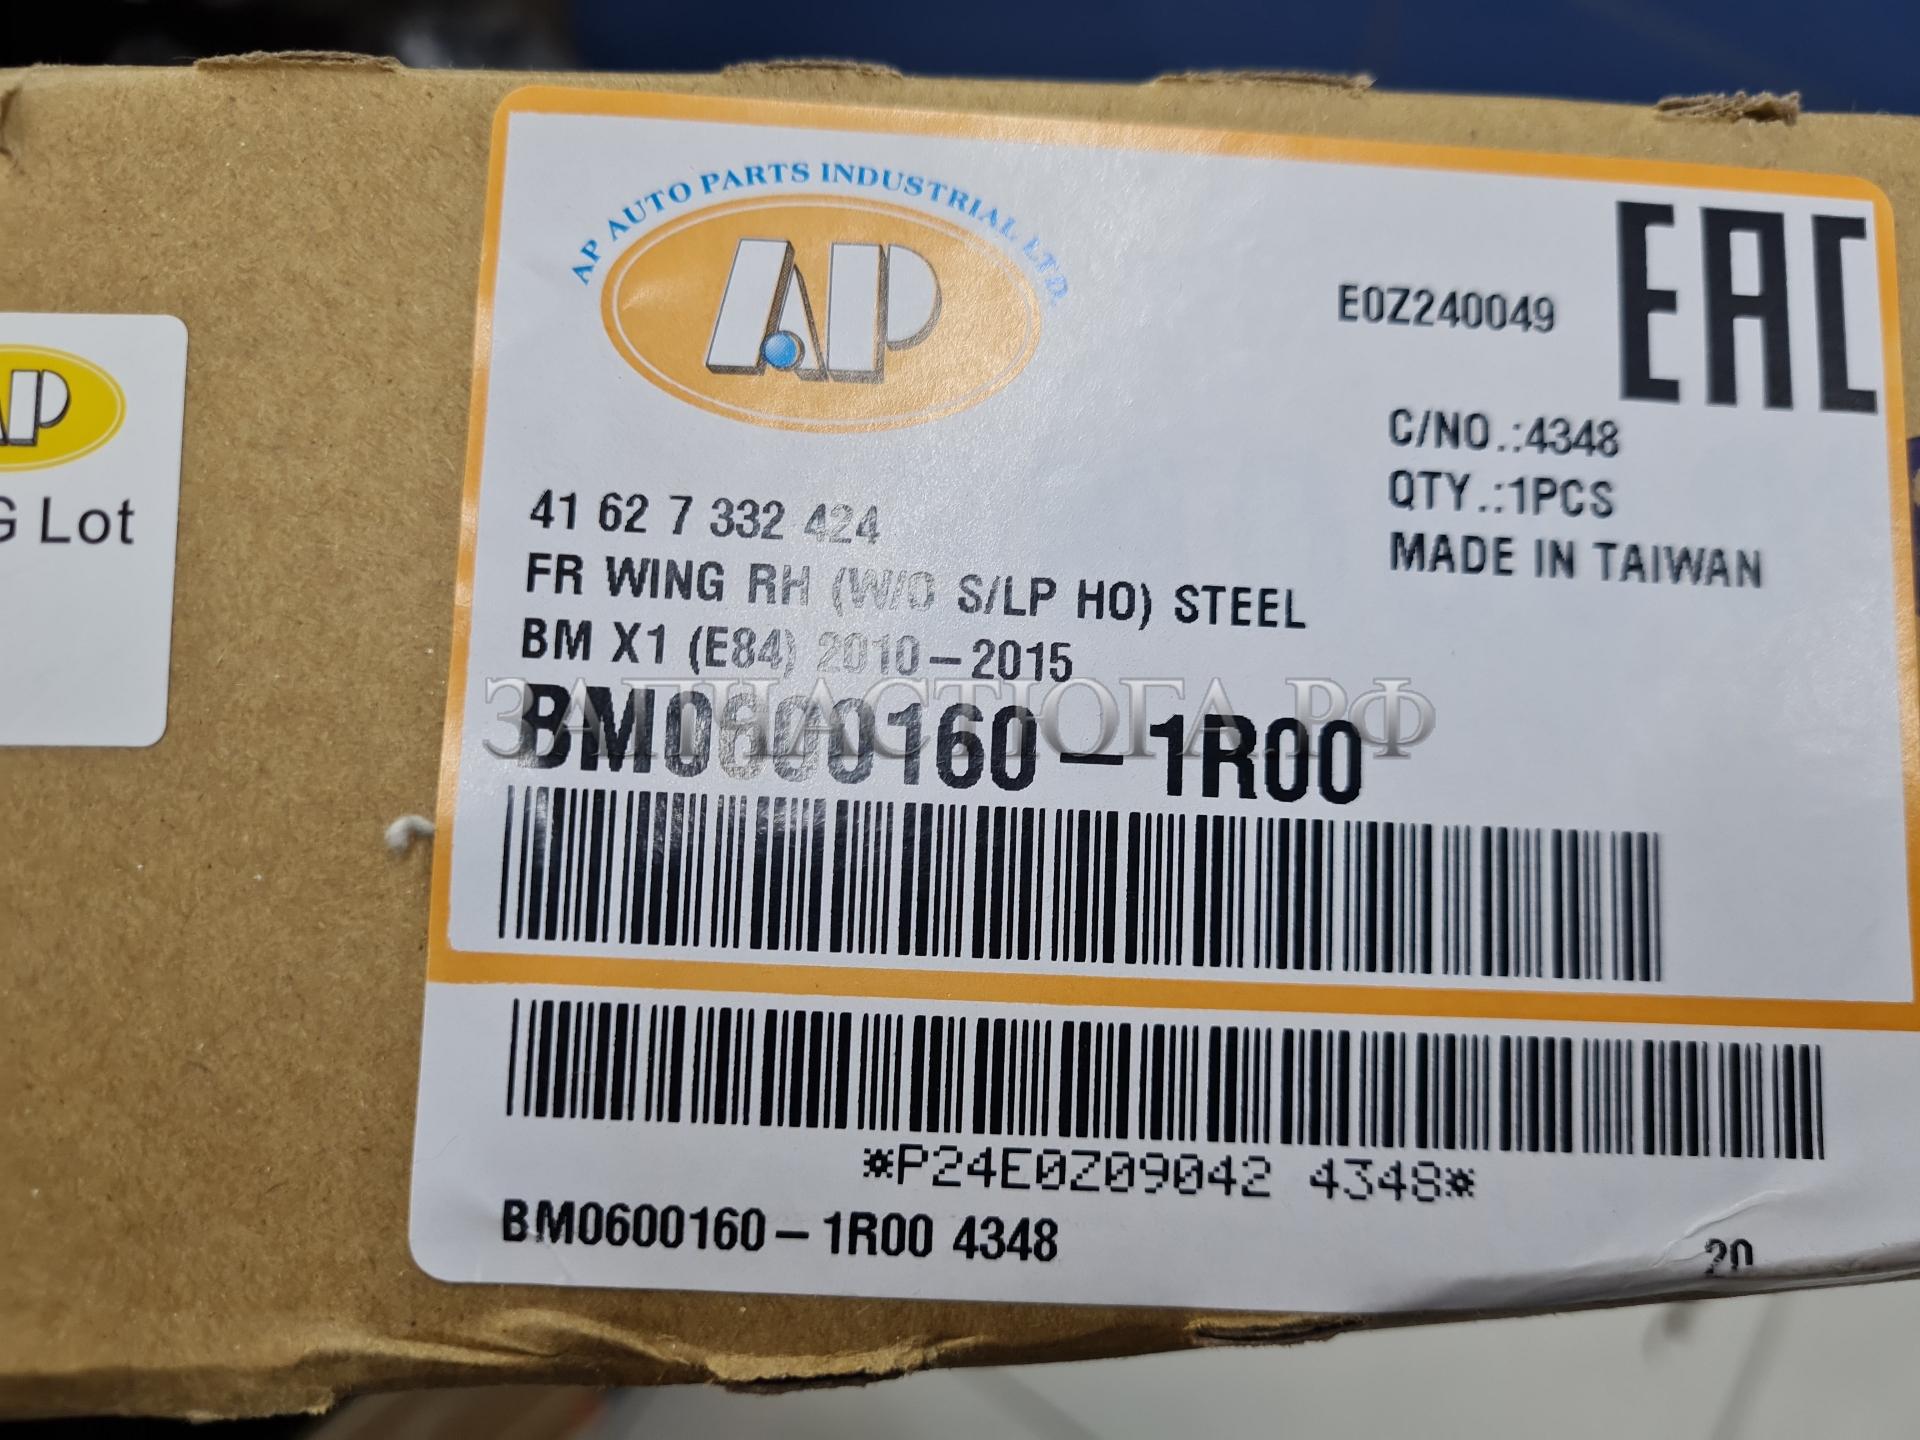 AP AUTO PARTS INDUSTRIAL LTD.
AP
E0Z240049
EAC
C/NO.:4348
QTY.:1PCS
MADE IN TAIWAN
AP
G Lot
41 62 7 332 424
FR WING RH (W/O S/LP HO) STEEL
BM X1 (E84) 2010-2015
ЗАПЧАСТЮГА.РФ
BM0600160-1R00
*P24E0Z09042 4348*
BM0600160-1R00 4348
20